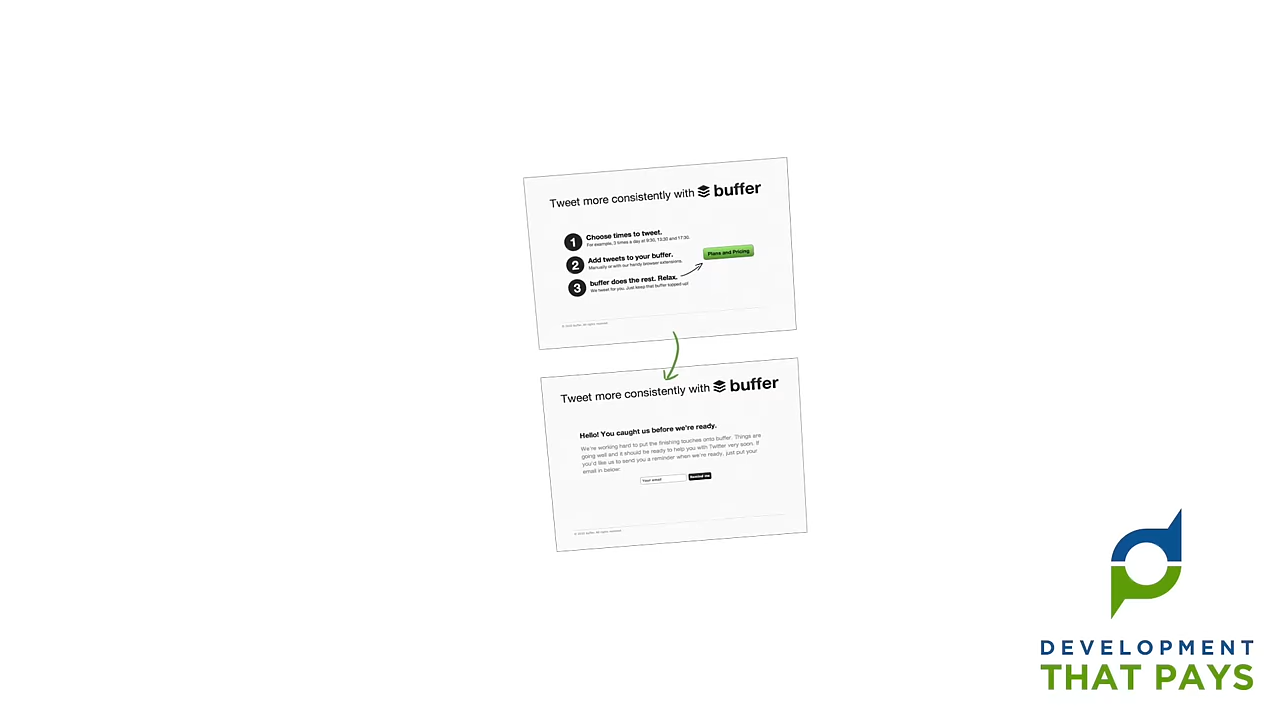 Tweet more consistently with buffer
1 Choose times to tweet.
For example, 3 times a day at 9:30, 13:30 and 17:30.
2 Add tweets to your buffer.
Manually or with our handy browser extensions.
3 buffer does the rest. Relax.
We tweet for you. Just keep that buffer topped up!
Plans and Pricing
Tweet more consistently with buffer
Hello! You caught us before we're ready.
We're working hard to put the finishing touches onto buffer. Things are
going well and it should be ready to help you with Twitter very soon. If
you'd like us to send you a reminder when we're ready, just put your
email in below:
Your email
Remind me
DEVELOPMENT
THAT PAYS